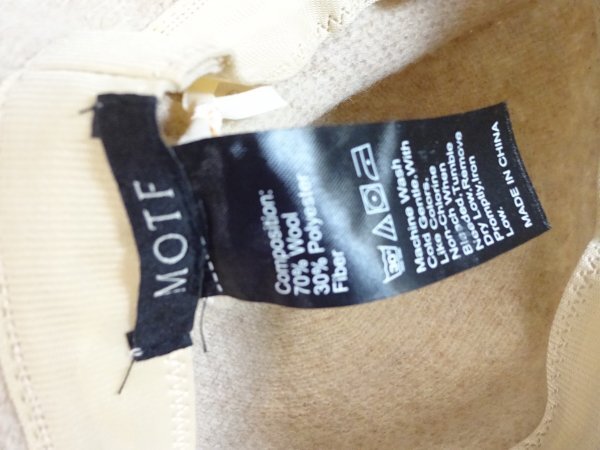 MOTF
Composition:
70% Wool
30% Polyester
Fiber
Machine Wash
Cold Gentle,With
Like Colors,
Non-chlorine
Bleach When
Needed,Tumble
Dry Low,Remove
Promptly,Iron
Low.
MADE IN CHINA